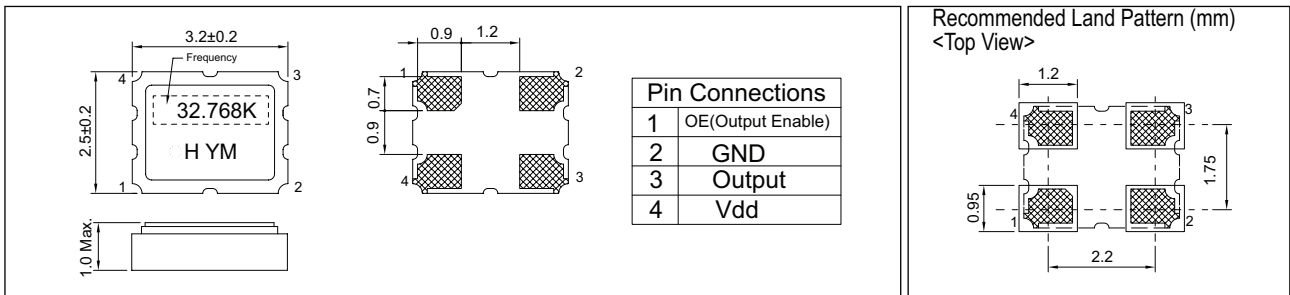 3.2±0.2
Frequency
4
3
32.768K
H YM
2.5±0.2
1
2
1.0 Max.
0.9
1.2
1
2
0.7
0.9
4
3
Pin Connections
1 OE(Output Enable)
2 GND
3 Output
4 Vdd
Recommended Land Pattern (mm)
<Top View>
1.2
4
3
1.75
0.95
1
2
2.2